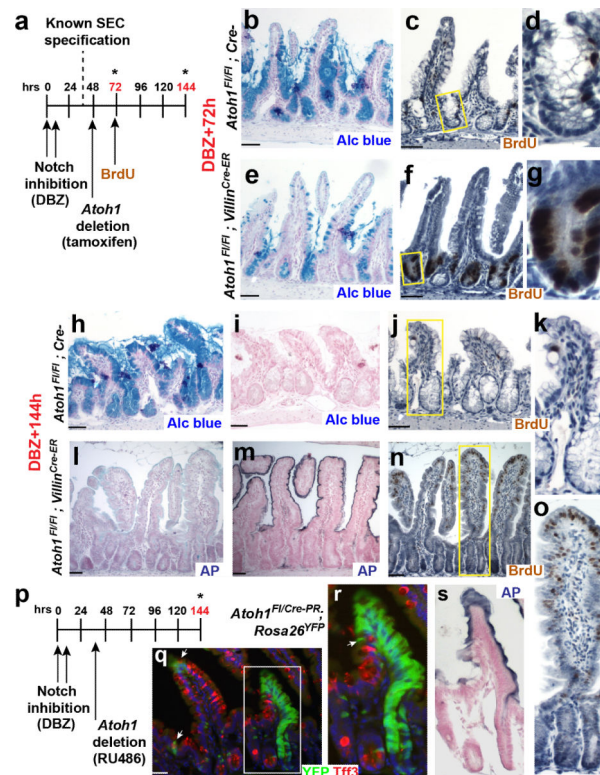 a
Known SEC
specification
hrs 0 24 48 72 96 120 144
* *
Notch
inhibition
(DBZ)
BrdU
Atoh1
deletion
(tamoxifen)
DBZ+72h
Atoh1Fl/Fl ; Cre-
b
Alc blue
c
BrdU
d
Atoh1Fl/Fl ; VillinCre-ER
e
Alc blue
f
BrdU
g
DBZ+144h
Atoh1Fl/Fl ; Cre-
h
Alc blue
i
j
BrdU
k
Atoh1Fl/Fl ; VillinCre-ER
l
AP
m
AP
n
BrdU
o
p
hrs 0 24 48 72 96 120 144
*
Notch
inhibition
(DBZ)
Atoh1
deletion
(RU486)
Atoh1Fl/Cre-PR;
Rosa26YFP
q
r
YFP Tff3
s
AP